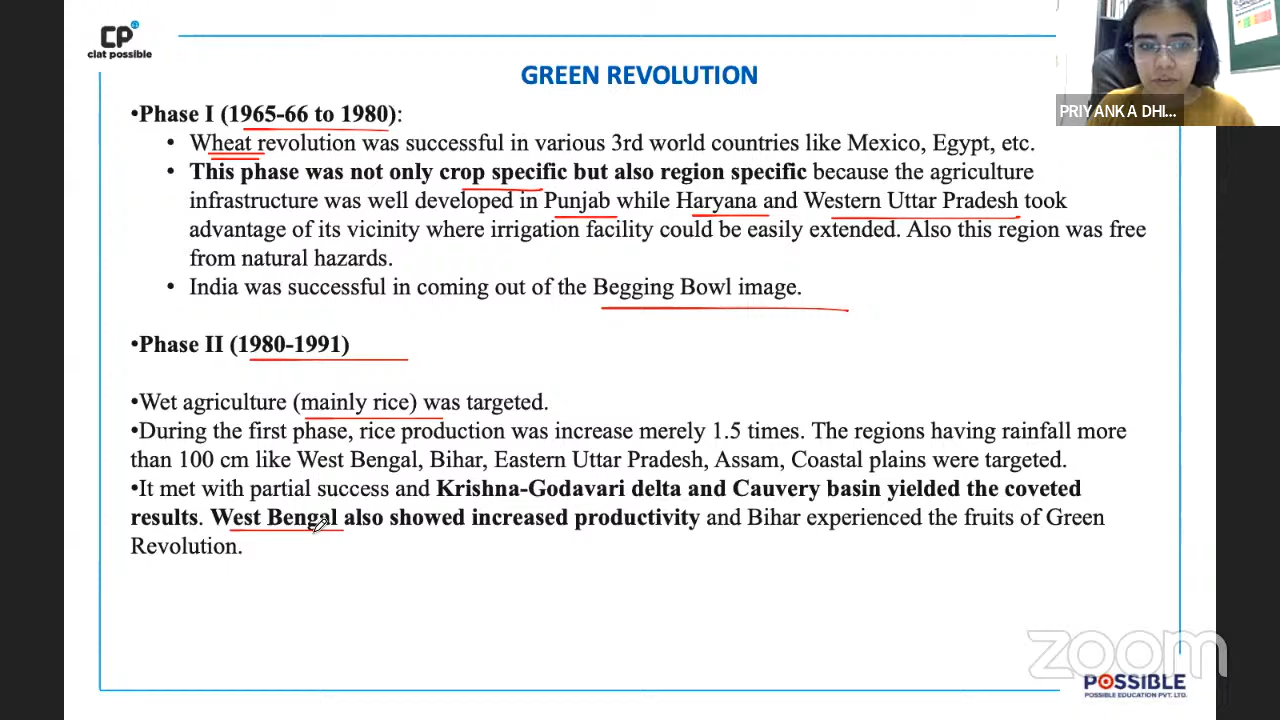 CP
clat possible
GREEN REVOLUTION
PRIYANKA DHI...
•Phase I (1965-66 to 1980):
• Wheat revolution was successful in various 3rd world countries like Mexico, Egypt, etc.
• This phase was not only crop specific but also region specific because the agriculture
infrastructure was well developed in Punjab while Haryana and Western Uttar Pradesh took
advantage of its vicinity where irrigation facility could be easily extended. Also this region was free
from natural hazards.
• India was successful in coming out of the Begging Bowl image.
•Phase II (1980-1991)
•Wet agriculture (mainly rice) was targeted.
•During the first phase, rice production was increase merely 1.5 times. The regions having rainfall more
than 100 cm like West Bengal, Bihar, Eastern Uttar Pradesh, Assam, Coastal plains were targeted.
•It met with partial success and Krishna-Godavari delta and Cauvery basin yielded the coveted
results. West Bengal also showed increased productivity and Bihar experienced the fruits of Green
Revolution.
zoom
POSSIBLE
POSSIBLE EDUCATION PVT. LTD.